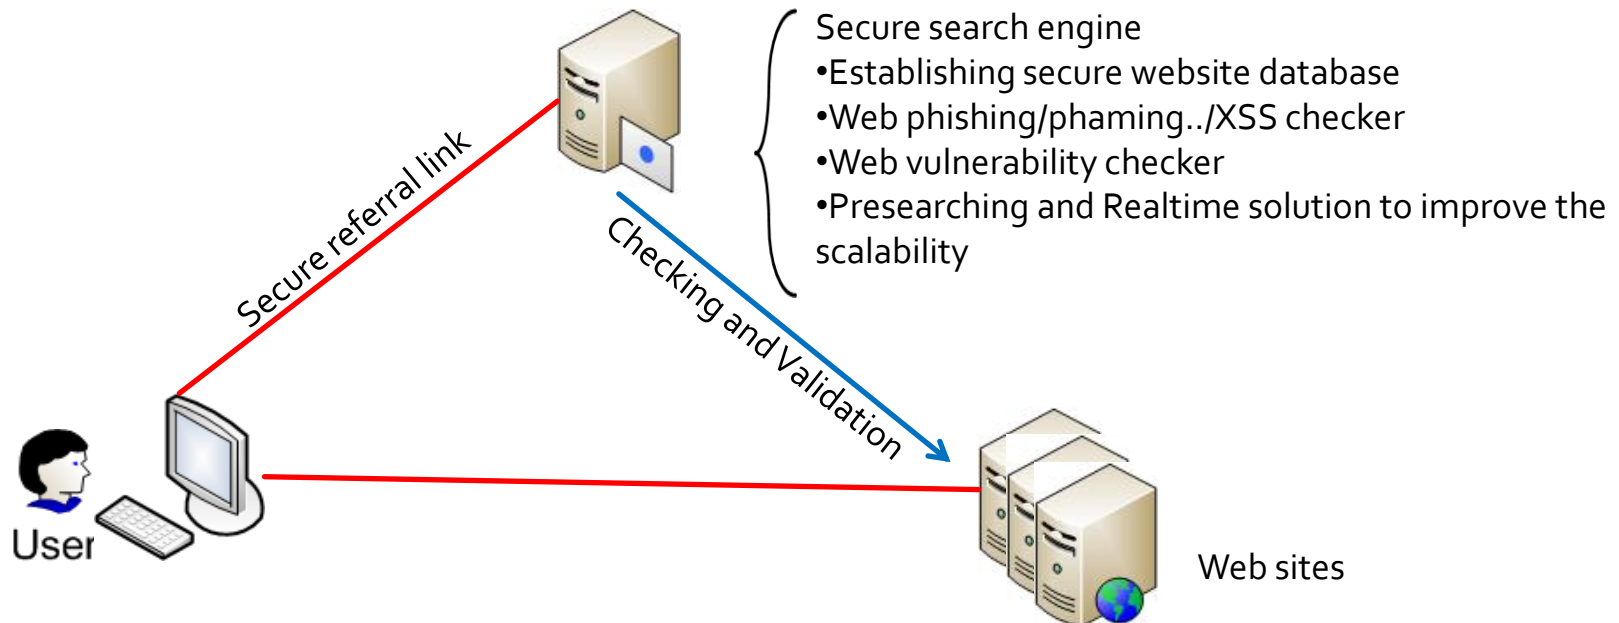 Secure search engine
•Establishing secure website database
•Web phishing/phaming../XSS checker
•Web vulnerability checker
•Presearching and Realtime solution to improve the
scalability
Secure referral link
Checking and Validation
User
Web sites